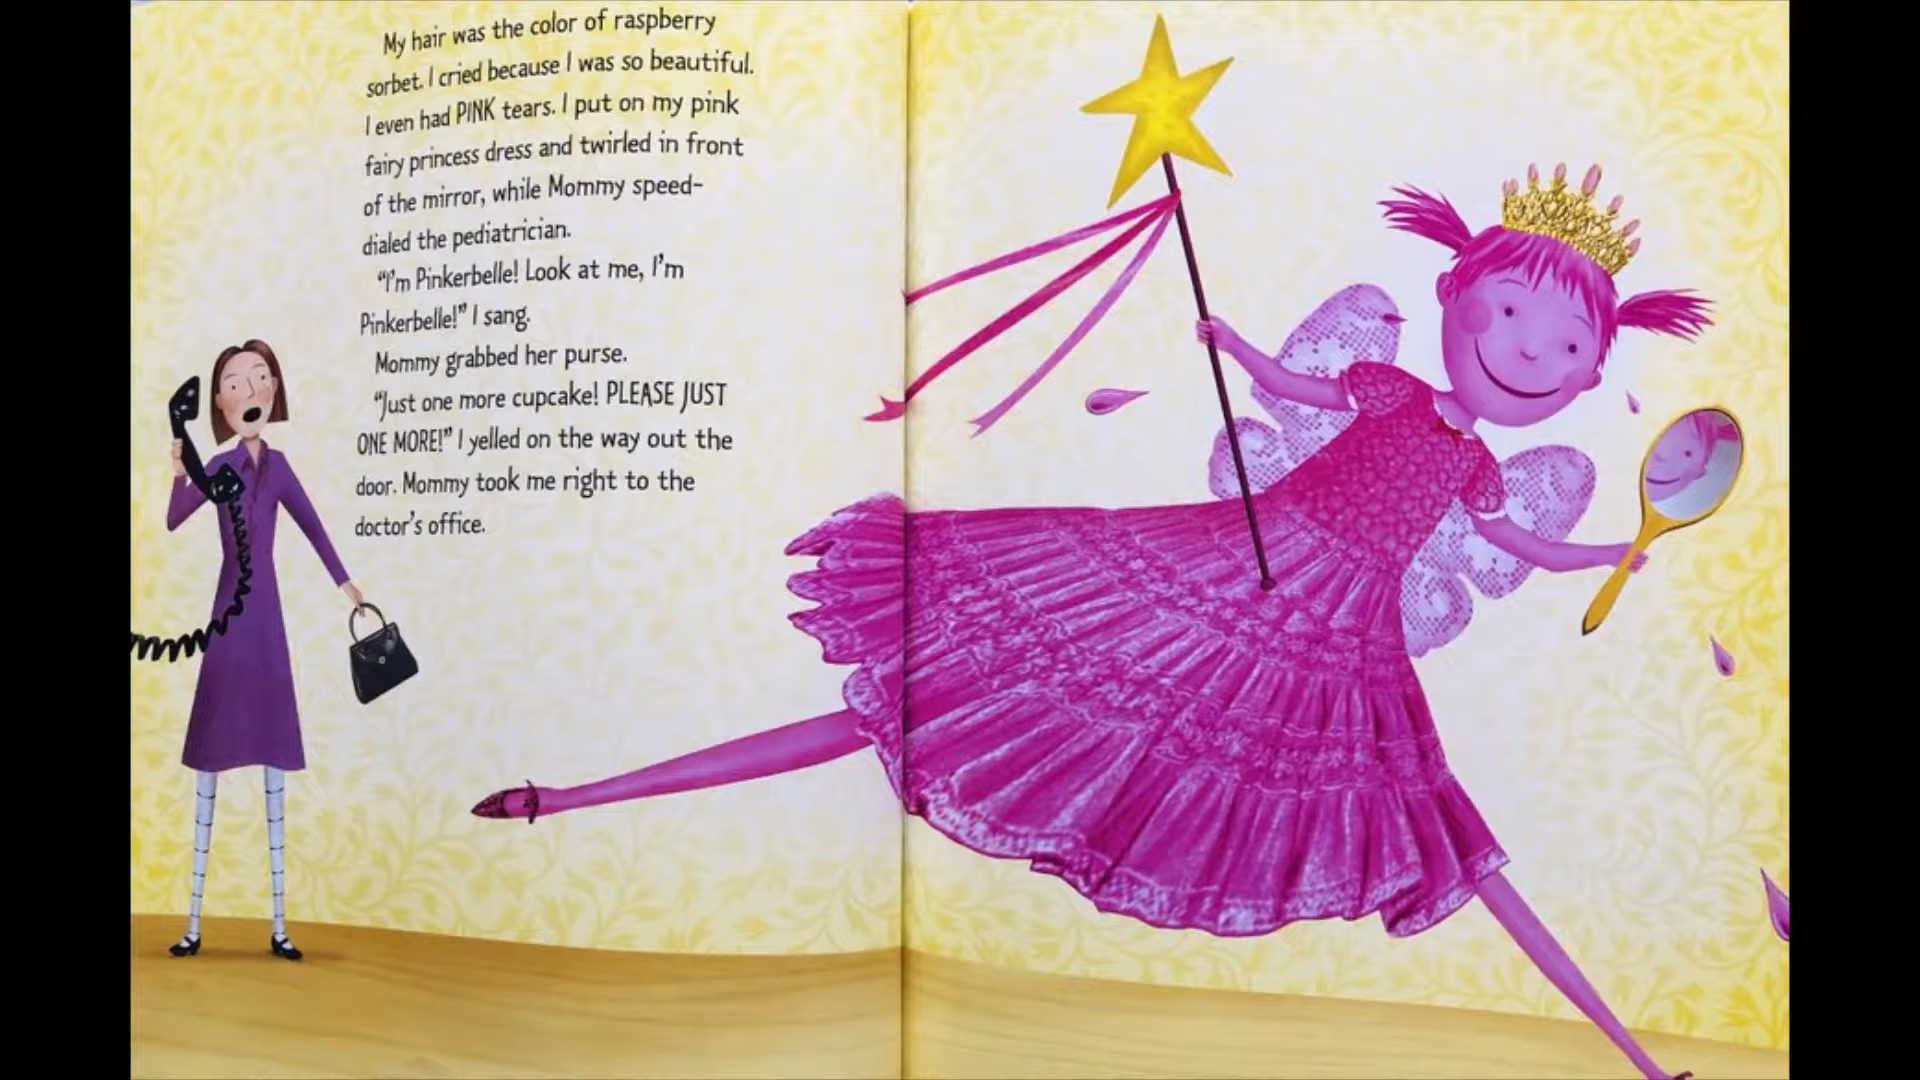 My hair was the color of raspberry
sorbet. I cried because I was so beautiful.
I even had PINK tears. I put on my pink
fairy princess dress and twirled in front
of the mirror, while Mommy speed-
dialed the pediatrician.
"I'm Pinkerbelle! Look at me, I'm
Pinkerbelle!" I sang.
Mommy grabbed her purse.
"Just one more cupcake! PLEASE JUST
ONE MORE!" I yelled on the way out the
door. Mommy took me right to the
doctor's office.